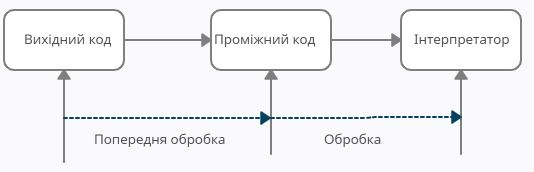 Вихідний код
Проміжний код
Інтерпретатор
Попередня обробка
Обробка